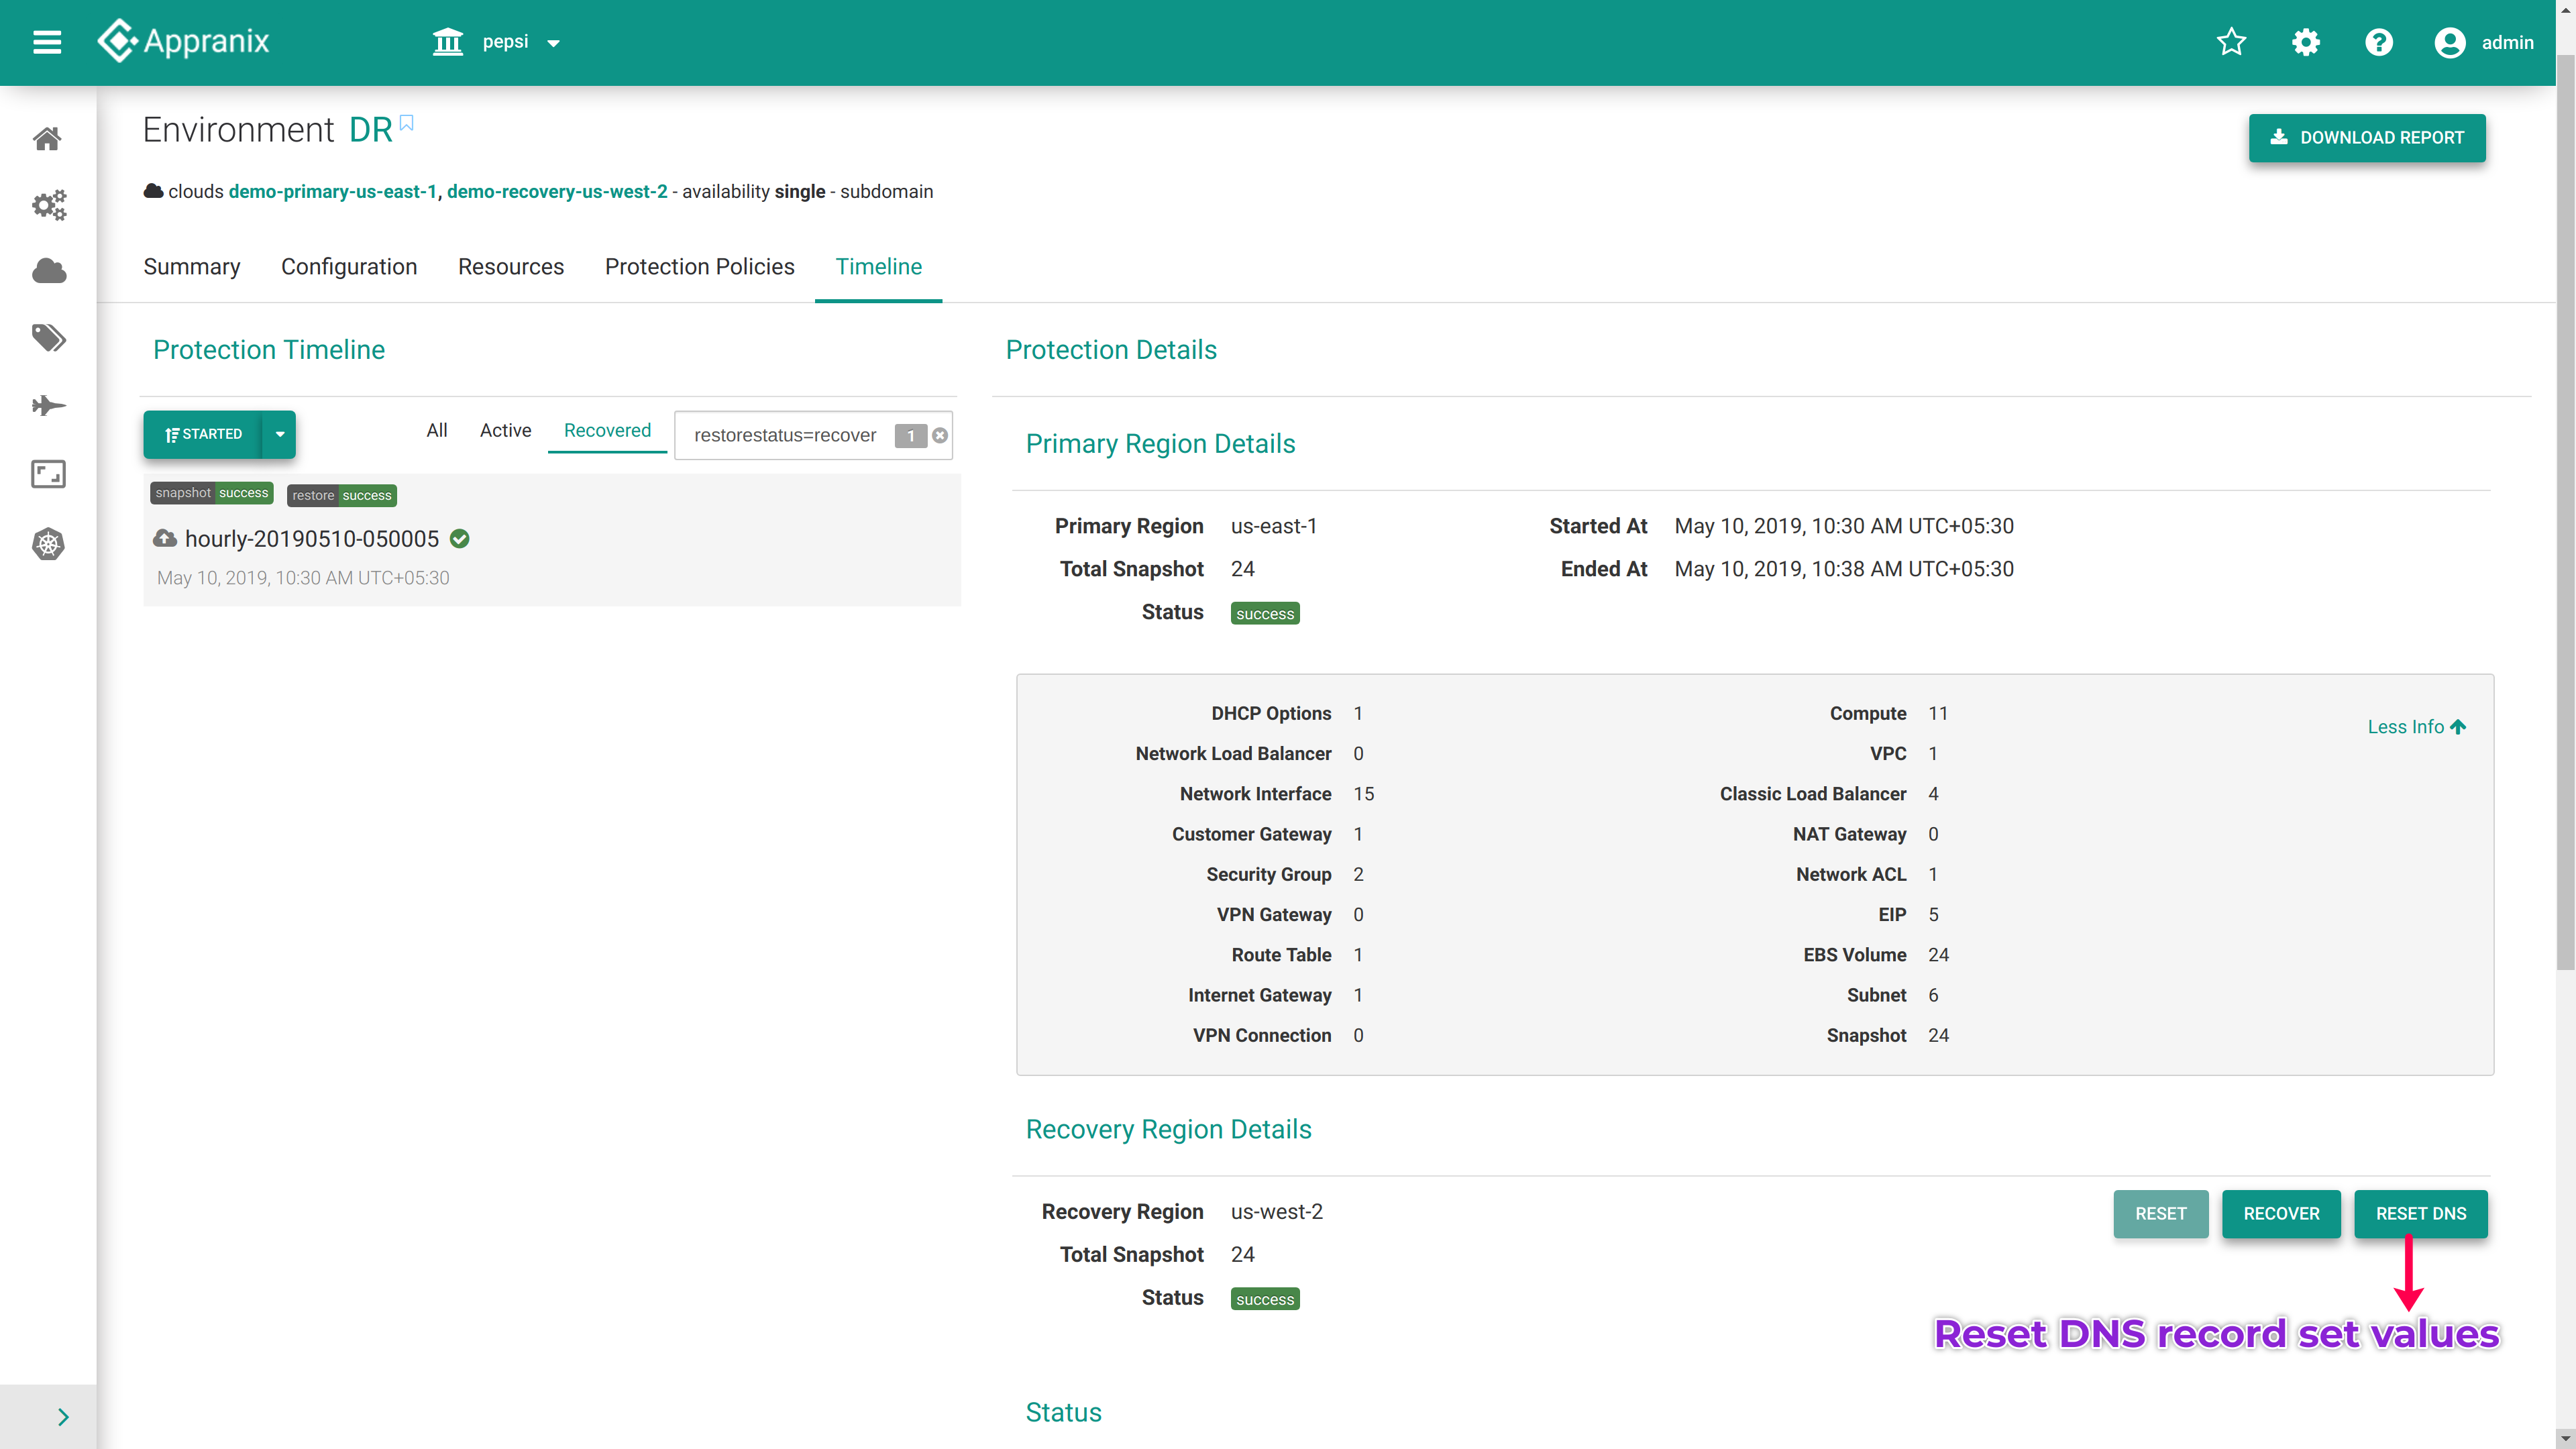 Appranix
pepsi
admin
Environment DR
DOWNLOAD REPORT
clouds demo-primary-us-east-1, demo-recovery-us-west-2 - availability single - subdomain
Summary Configuration Resources Protection Policies Timeline
Protection Timeline
STARTED
All Active Recovered restorestatus=recover 1
snapshot success restore success
hourly-20190510-050005
May 10, 2019, 10:30 AM UTC+05:30
Protection Details
Primary Region Details
Primary Region us-east-1 Started At May 10, 2019, 10:30 AM UTC+05:30
Total Snapshot 24 Ended At May 10, 2019, 10:38 AM UTC+05:30
Status success
DHCP Options 1 Compute 11
Less Info
Network Load Balancer 0 VPC 1
Network Interface 15 Classic Load Balancer 4
Customer Gateway 1 NAT Gateway 0
Security Group 2 Network ACL 1
VPN Gateway 0 EIP 5
Route Table 1 EBS Volume 24
Internet Gateway 1 Subnet 6
VPN Connection 0 Snapshot 24
Recovery Region Details
Recovery Region us-west-2
RESET RECOVER RESET DNS
Total Snapshot 24
Status success
Reset DNS record set values
Status